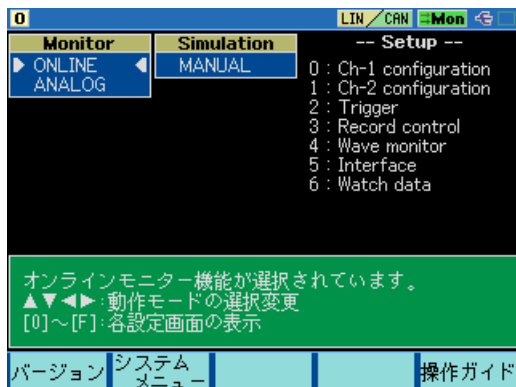 0
LIN/CAN Mon
Monitor
ONLINE
ANALOG
Simulation
MANUAL
-- Setup --
0 : Ch-1 configuration
1 : Ch-2 configuration
2 : Trigger
3 : Record control
4 : Wave monitor
5 : Interface
6 : Watch data
オンラインモニター機能が選択されています。
▲▼◀▶:動作モードの選択変更
[0]～[F]:各設定画面の表示
バージョン
システム
メニュー
操作ガイド